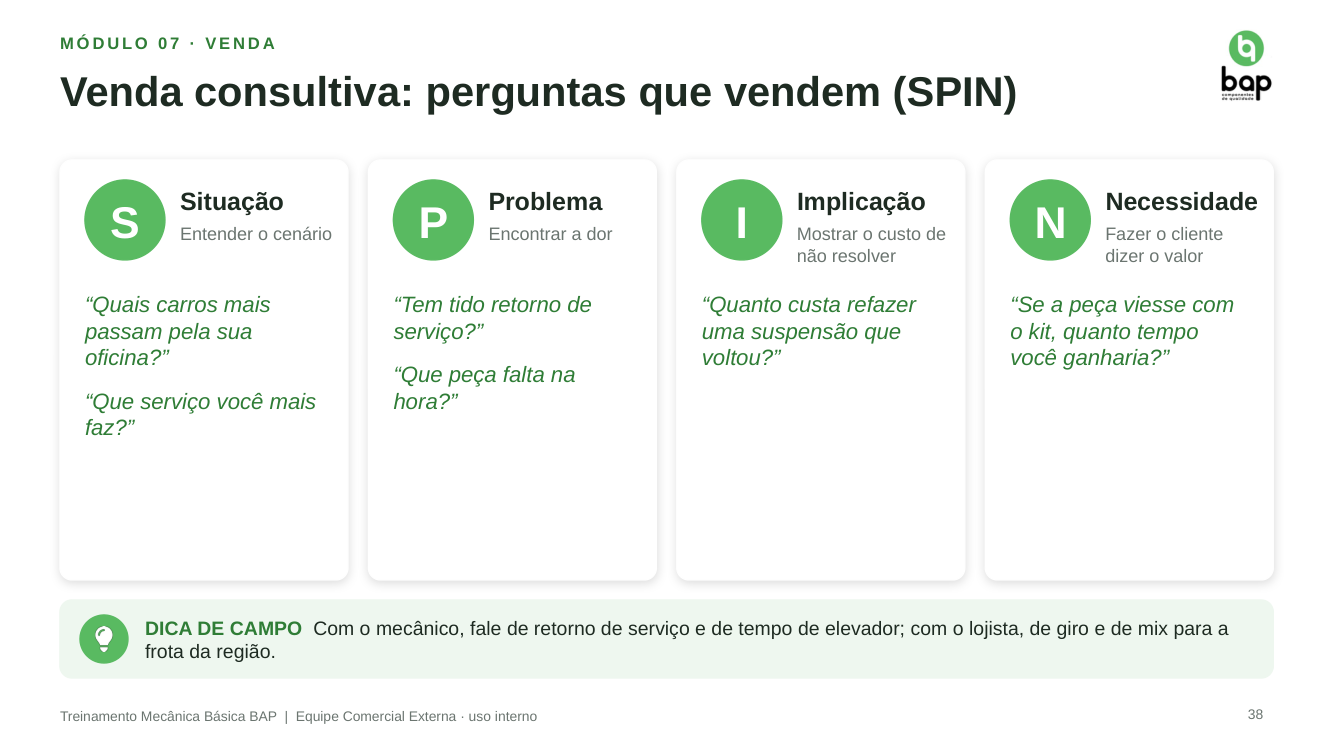 MÓDULO 07 · VENDA
Venda consultiva: perguntas que vendem (SPIN)
bap
componentes
de qualidade
S
Situação
Entender o cenário
“Quais carros mais
passam pela sua
oficina?”
“Que serviço você mais
faz?”
P
Problema
Encontrar a dor
“Tem tido retorno de
serviço?”
“Que peça falta na
hora?”
I
Implicação
Mostrar o custo de
não resolver
“Quanto custa refazer
uma suspensão que
voltou?”
N
Necessidade
Fazer o cliente
dizer o valor
“Se a peça viesse com
o kit, quanto tempo
você ganharia?”
DICA DE CAMPO Com o mecânico, fale de retorno de serviço e de tempo de elevador; com o lojista, de giro e de mix para a
frota da região.
Treinamento Mecânica Básica BAP | Equipe Comercial Externa · uso interno
38